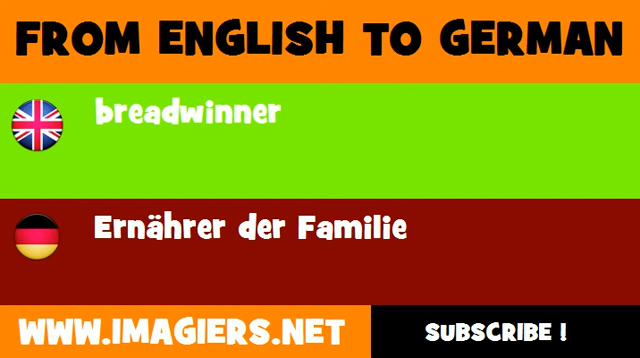 FROM ENGLISH TO GERMAN
breadwinner
Ernährer der Familie
WWW.IMAGIERS.NET
SUBSCRIBE !